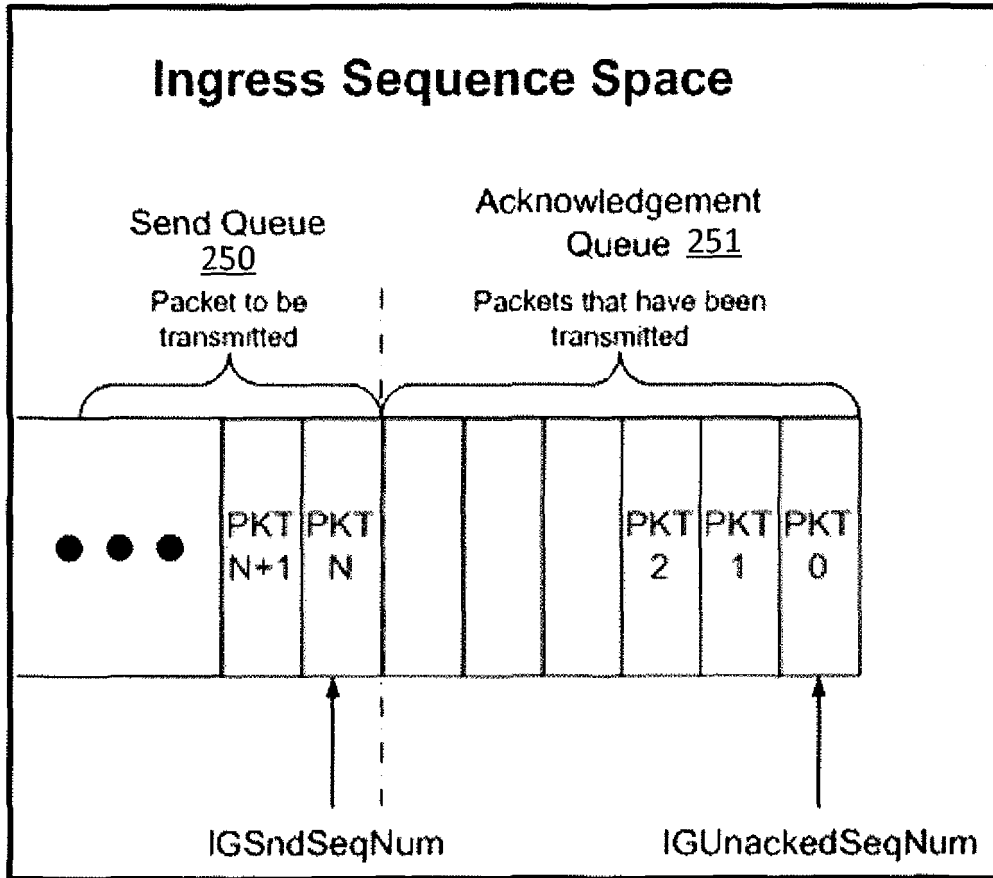 Ingress Sequence Space
Send Queue
250
Packet to be
transmitted
Acknowledgement
Queue 251
Packets that have been
transmitted
PKT
N+1
PKT
N
PKT
2
PKT
1
PKT
0
IGSndSeqNum
IGUnackedSeqNum